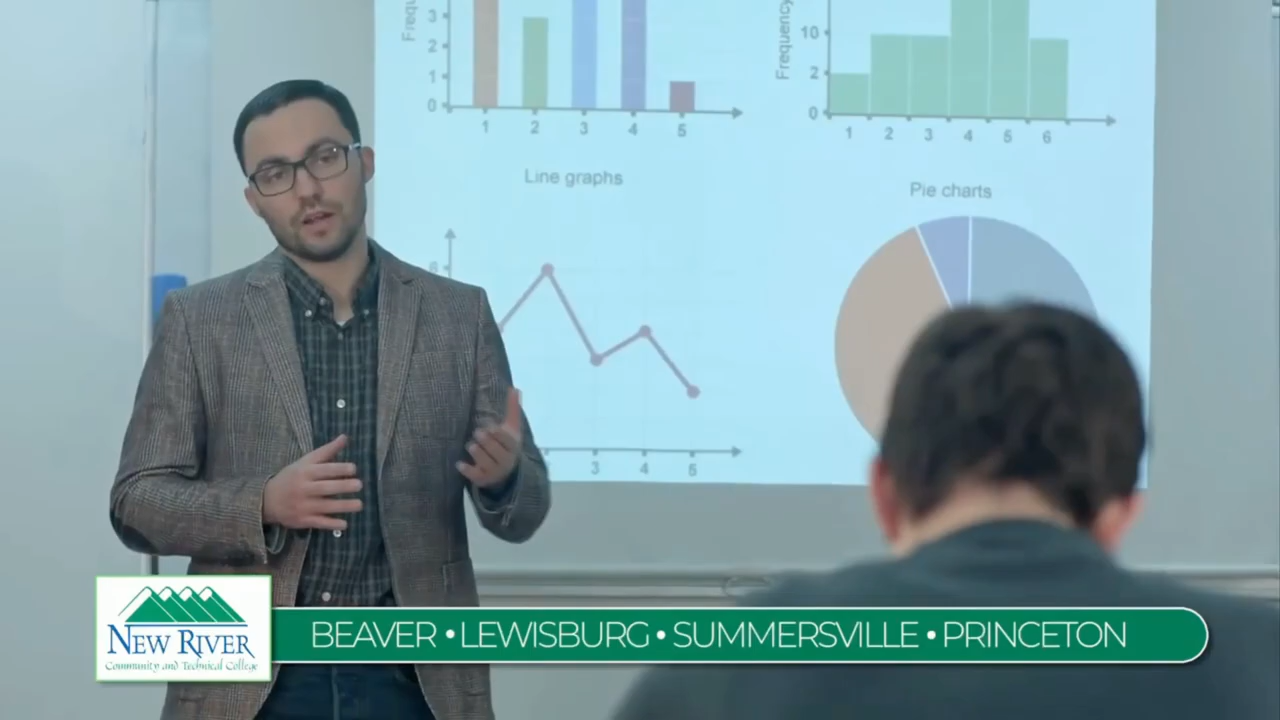 3
2
1
0
1 2 3 4 5
Frequency
10
2
0
1 2 3 4 5 6
Line graphs
Pie charts
6
3 4 5
NEW RIVER
Community and Technical College
BEAVER • LEWISBURG • SUMMERSVILLE • PRINCETON